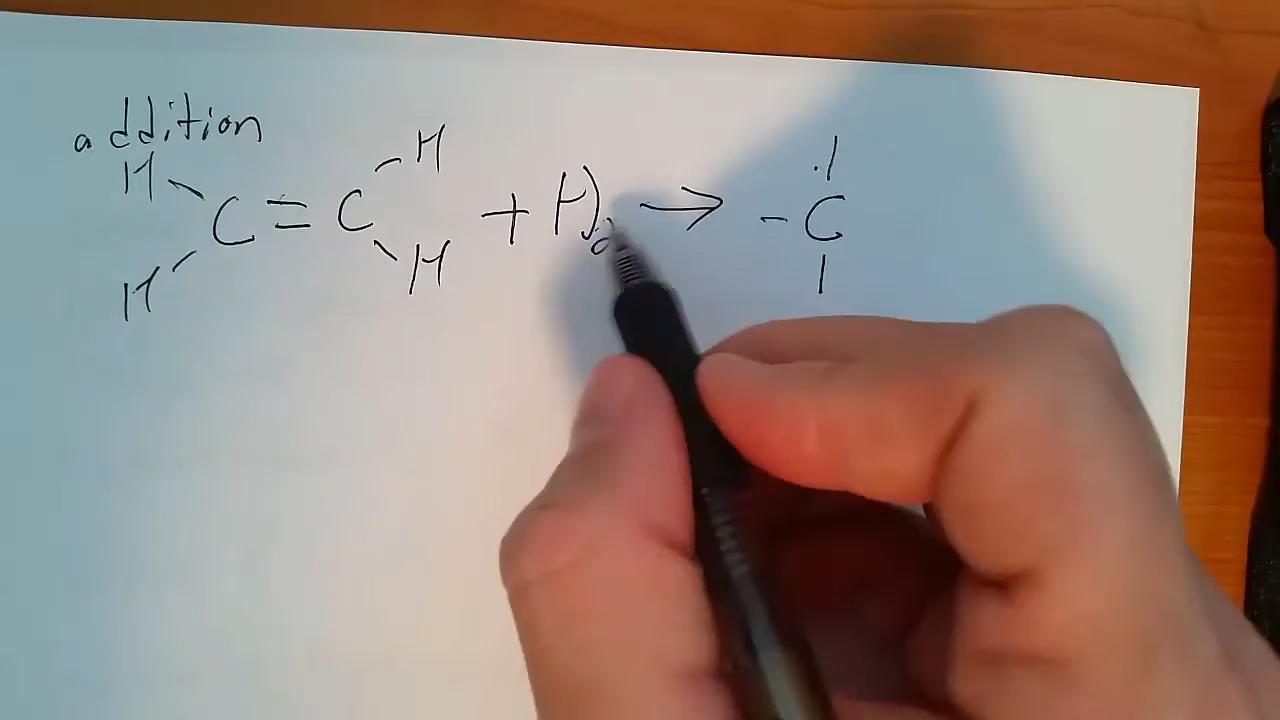 addition
H H
C = C + H2 → - C
H H